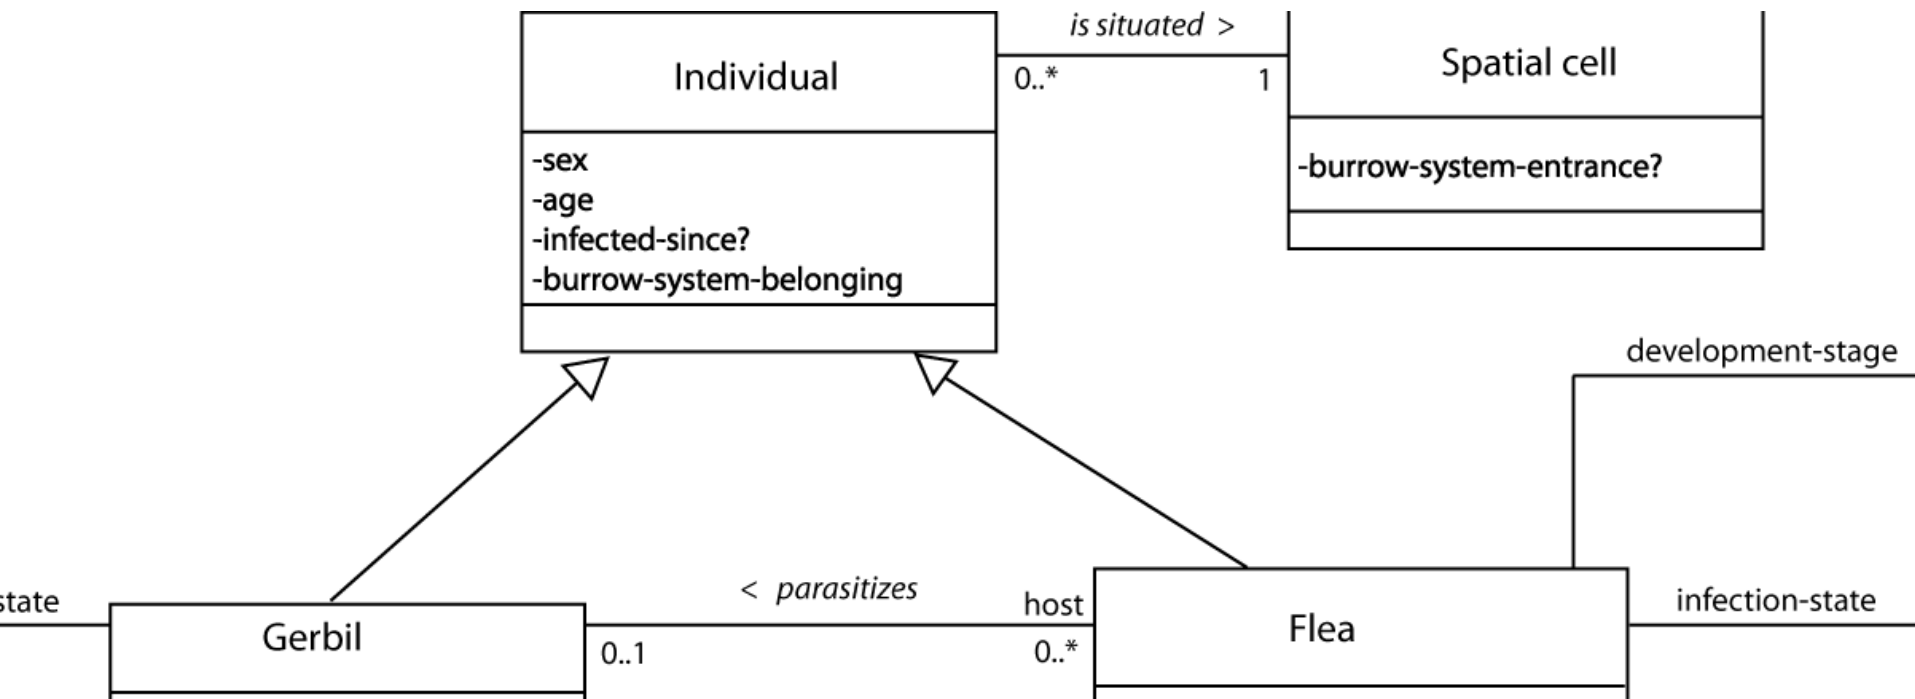 is situated >
Individual
0..*
1
Spatial cell
-sex
-age
-infected-since?
-burrow-system-belonging
-burrow-system-entrance?
development-stage
state
< parasitizes
host
infection-state
Gerbil
0..1
0..*
Flea